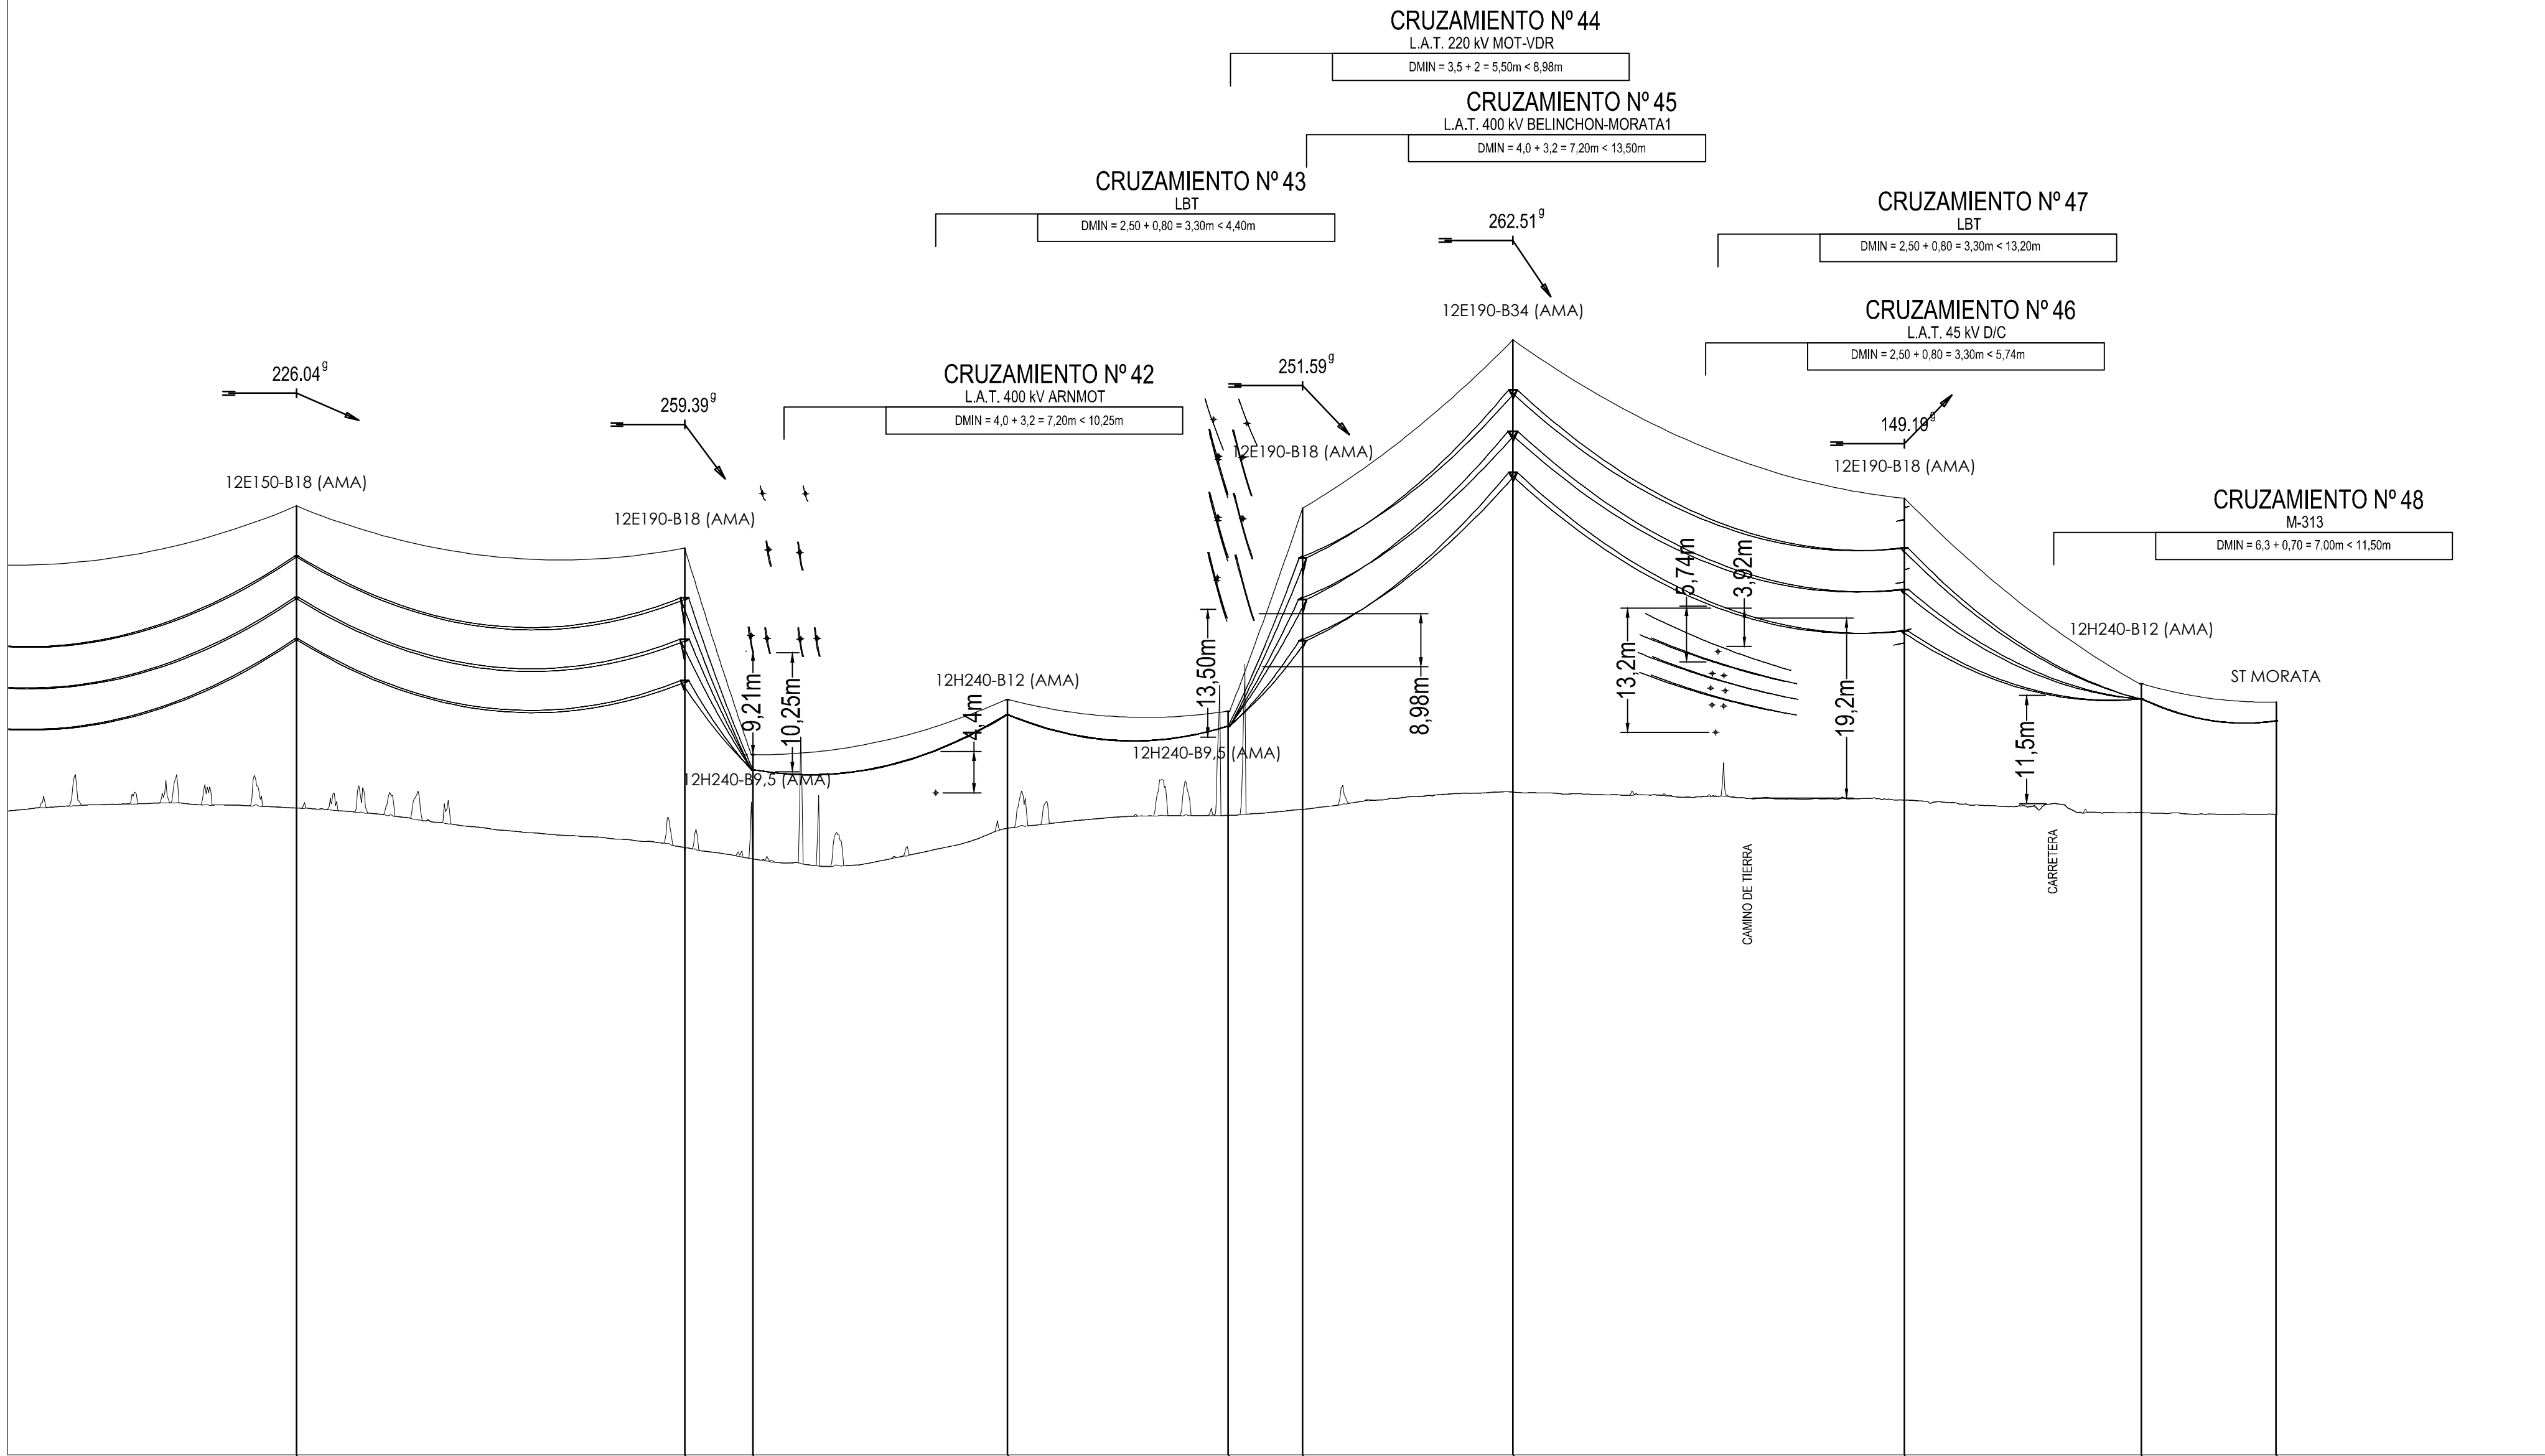 CRUZAMIENTO Nº 44
L.A.T. 220 kV MOT-VDR
DMIN = 3,5 + 2 = 5,50m < 8,98m
CRUZAMIENTO Nº 45
L.A.T. 400 kV BELINCHON-MORATA1
DMIN = 4,0 + 3,2 = 7,20m < 13,50m
CRUZAMIENTO Nº 43
LBT
DMIN = 2,50 + 0,80 = 3,30m < 4,40m
CRUZAMIENTO Nº 47
LBT
DMIN = 2,50 + 0,80 = 3,30m < 13,20m
262.51g
12E190-B34 (AMA)
CRUZAMIENTO Nº 46
L.A.T. 45 kV D/C
DMIN = 2,50 + 0,80 = 3,30m < 5,74m
226.04g
12E150-B18 (AMA)
259.39g
12E190-B18 (AMA)
CRUZAMIENTO Nº 42
L.A.T. 400 kV ARNMOT
DMIN = 4,0 + 3,2 = 7,20m < 10,25m
251.59g
12E190-B18 (AMA)
149.19g
12E190-B18 (AMA)
CRUZAMIENTO Nº 48
M-313
DMIN = 6,3 + 0,70 = 7,00m < 11,50m
12H240-B12 (AMA)
ST MORATA
9,21m
10,25m
12H240-B9,5 (AMA)
12H240-B12 (AMA)
4,4m
13,50m
12H240-B9,5 (AMA)
8,98m
13,2m
5,74m
3,92m
19,2m
11,5m
CAMINO DE TIERRA
CARRETERA